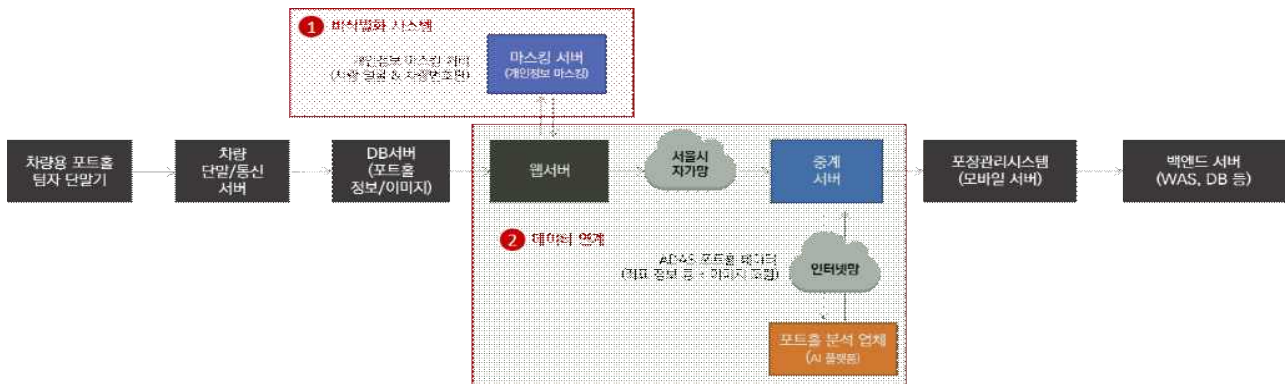 1 비식별화 시스템
개인정보 마스킹 처리
(차량 얼굴 & 차량번호판)
마스킹 서버
(개인정보 마스킹)
차량용 포트홀
탐자 단말기
차량
단말/통신
서버
DB서버
(포트홀
정보/이미지)
웹서버
서울시
자가망
중계
서버
포장관리시스템
(모바일 서버)
백엔드 서버
(WAS, DB 등)
2 데이터 연계
ADAS 포트홀 데이터
(좌표 정보 등 + 이미지 포함)
인터넷망
포트홀 분석 업체
(AI 플랫폼)